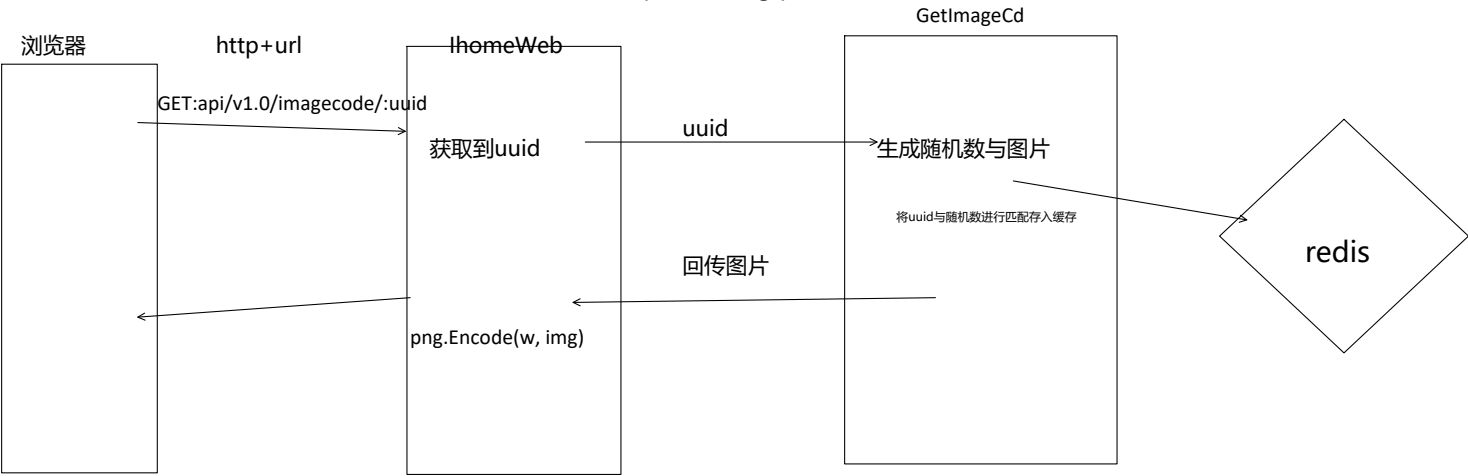 GetImageCd
浏览器
http+url
IhomeWeb
GET:api/v1.0/imagecode/:uuid
获取到uuid
uuid
生成随机数与图片
将uuid与随机数进行匹配存入缓存
redis
回传图片
png.Encode(w, img)